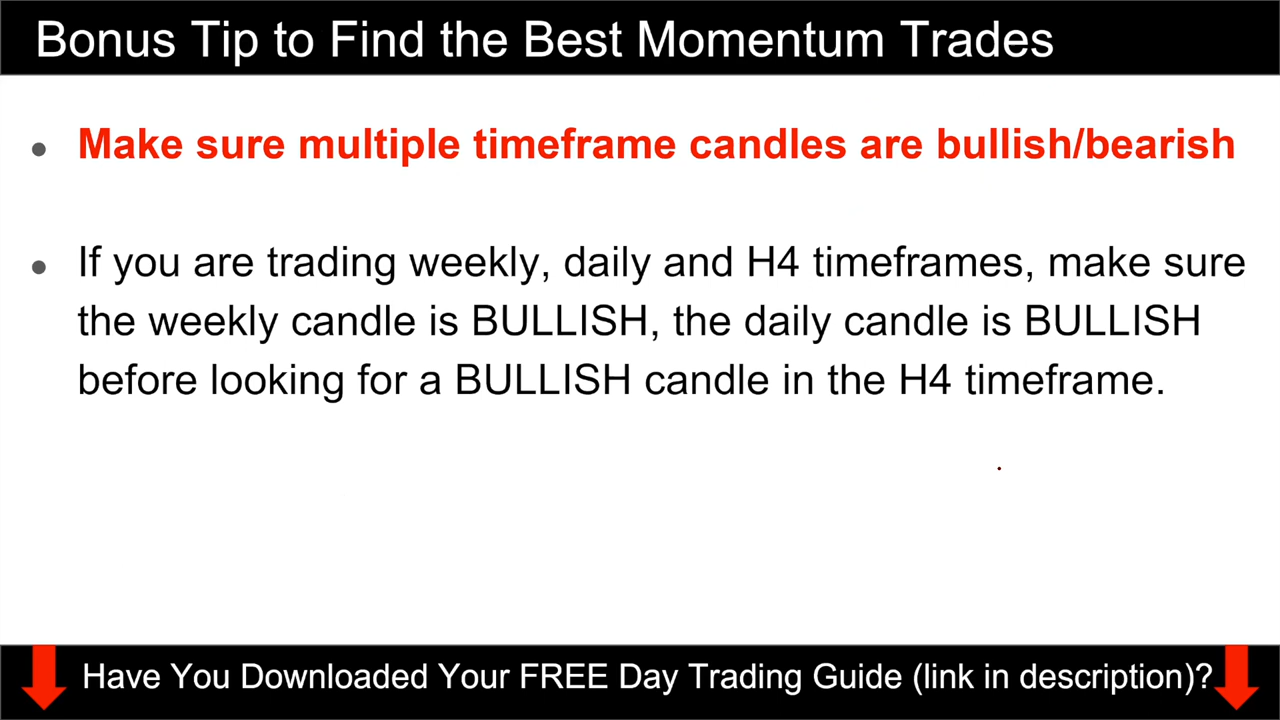 Bonus Tip to Find the Best Momentum Trades
• Make sure multiple timeframe candles are bullish/bearish
• If you are trading weekly, daily and H4 timeframes, make sure
the weekly candle is BULLISH, the daily candle is BULLISH
before looking for a BULLISH candle in the H4 timeframe.
Have You Downloaded Your FREE Day Trading Guide (link in description)?